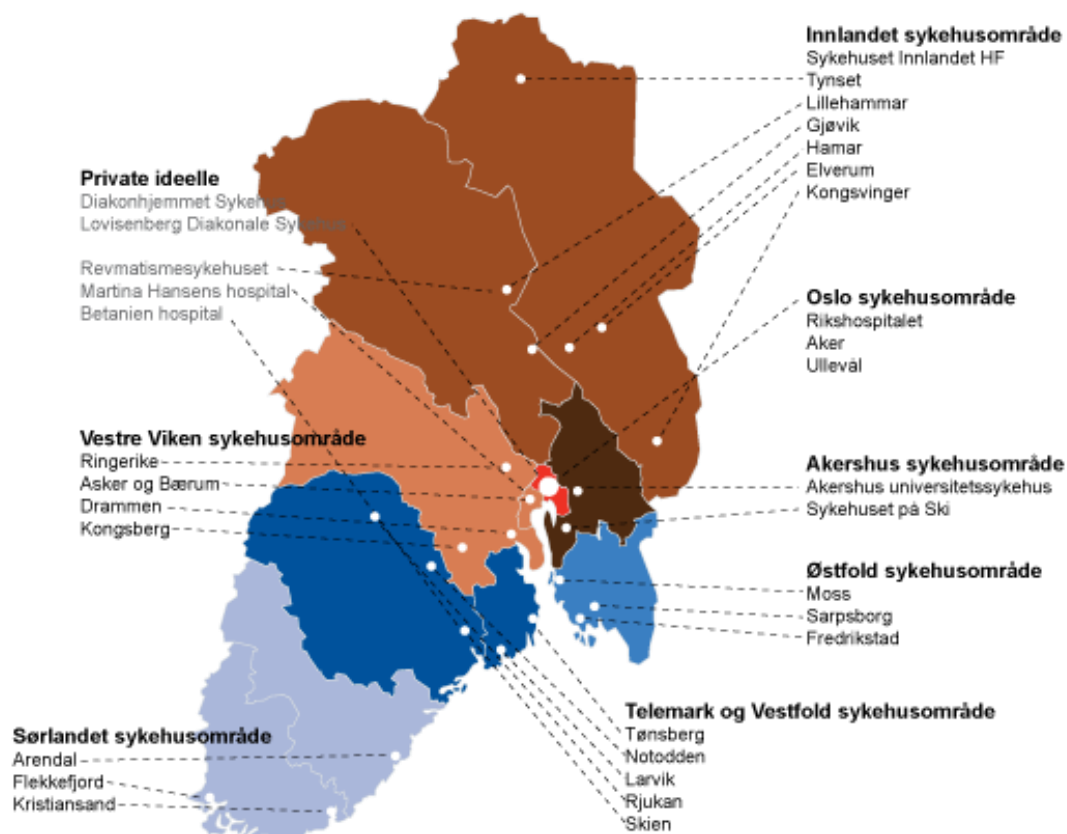 Innlandet sykehusområde
Sykehuset Innlandet HF
Tynset
Lillehammar
Gjøvik
Hamar
Elverum
Kongsvinger
Private ideelle
Diakonhjemmet Sykehus
Lovisenberg Diakonale Sykehus
Revmatismesykehuset
Martina Hansens hospital
Betanien hospital
Oslo sykehusområde
Rikshospitalet
Aker
Ullevål
Vestre Viken sykehusområde
Ringerike
Asker og Bærum
Drammen
Kongsberg
Akershus sykehusområde
Akershus universitetssykehus
Sykehuset på Ski
Østfold sykehusområde
Moss
Sarpsborg
Fredrikstad
Telemark og Vestfold sykehusområde
Tønsberg
Notodden
Larvik
Rjukan
Skien
Sørlandet sykehusområde
Arendal
Flekkefjord
Kristiansand